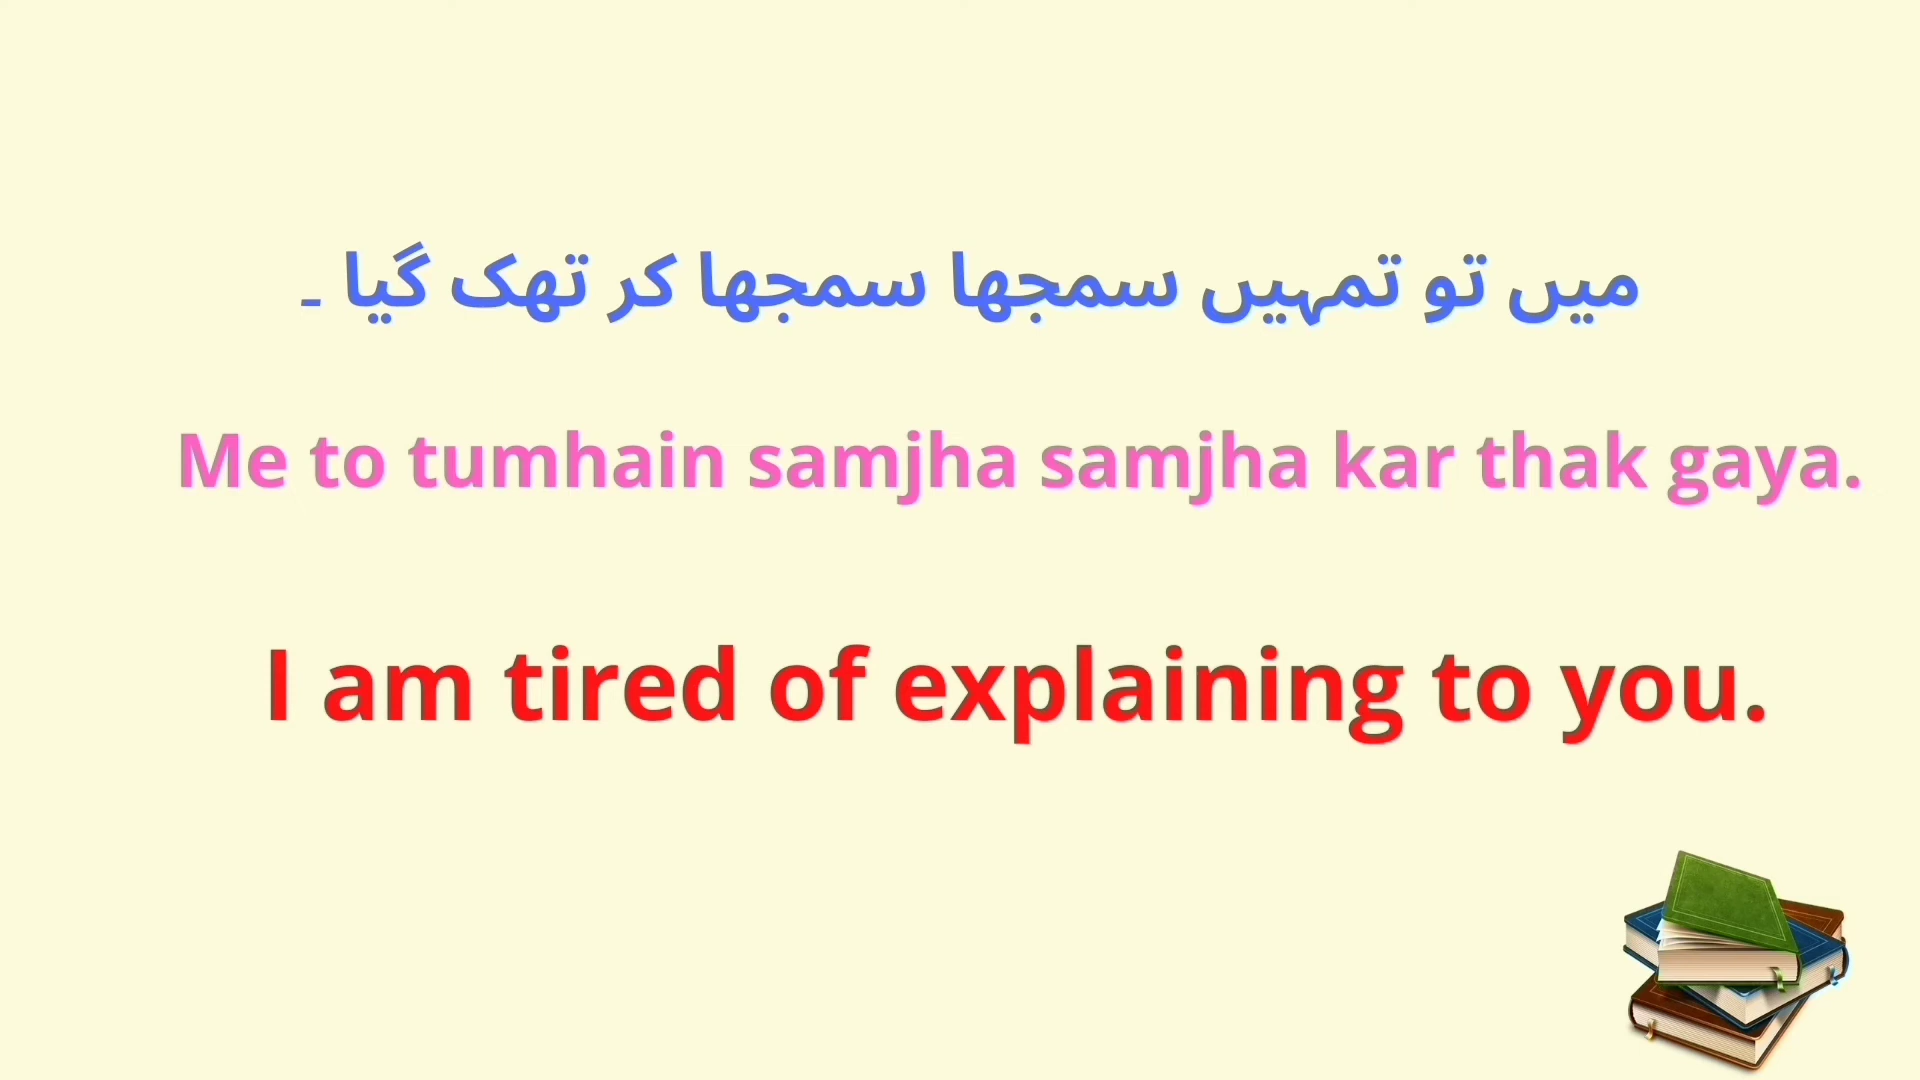 میں تو تمہیں سمجھا سمجھا کر تھک گیا ۔
Me to tumhain samjha samjha kar thak gaya.
I am tired of explaining to you.